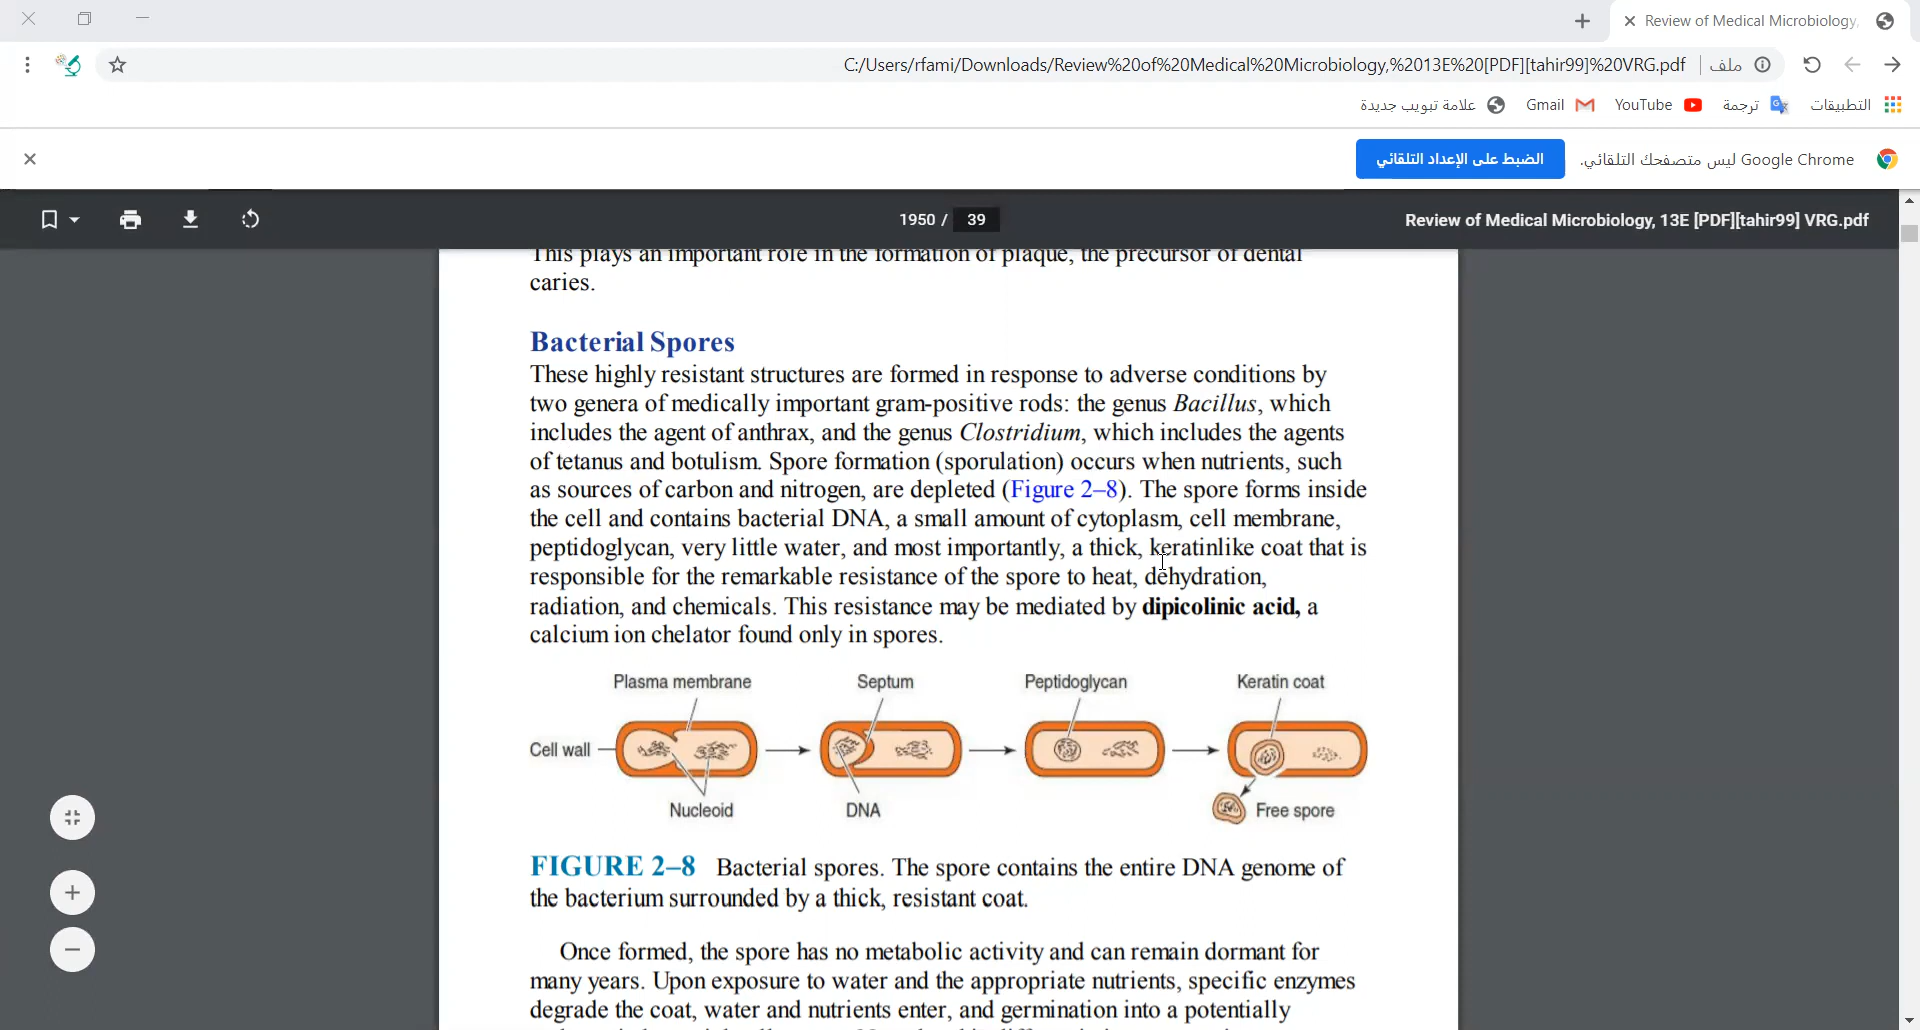 Review of Medical Microbiology,
C:/Users/rfami/Downloads/Review%20of%20Medical%20Microbiology,%2013E%20[PDF][tahir99]%20VRG.pdf | ملف
التطبيقات ترجمة YouTube Gmail علامة تبويب جديدة
Google Chrome ليس متصفحك التلقائي. الضبط على الإعداد التلقائي
1950 / 39
Review of Medical Microbiology, 13E [PDF][tahir99] VRG.pdf
This plays an important role in the formation of plaque, the precursor of dental
caries.
Bacterial Spores
These highly resistant structures are formed in response to adverse conditions by
two genera of medically important gram-positive rods: the genus Bacillus, which
includes the agent of anthrax, and the genus Clostridium, which includes the agents
of tetanus and botulism. Spore formation (sporulation) occurs when nutrients, such
as sources of carbon and nitrogen, are depleted (Figure 2–8). The spore forms inside
the cell and contains bacterial DNA, a small amount of cytoplasm, cell membrane,
peptidoglycan, very little water, and most importantly, a thick, keratinlike coat that is
responsible for the remarkable resistance of the spore to heat, dehydration,
radiation, and chemicals. This resistance may be mediated by dipicolinic acid, a
calcium ion chelator found only in spores.
Plasma membrane Septum Peptidoglycan Keratin coat
Cell wall
Nucleoid DNA Free spore
FIGURE 2–8 Bacterial spores. The spore contains the entire DNA genome of
the bacterium surrounded by a thick, resistant coat.
Once formed, the spore has no metabolic activity and can remain dormant for
many years. Upon exposure to water and the appropriate nutrients, specific enzymes
degrade the coat, water and nutrients enter, and germination into a potentially